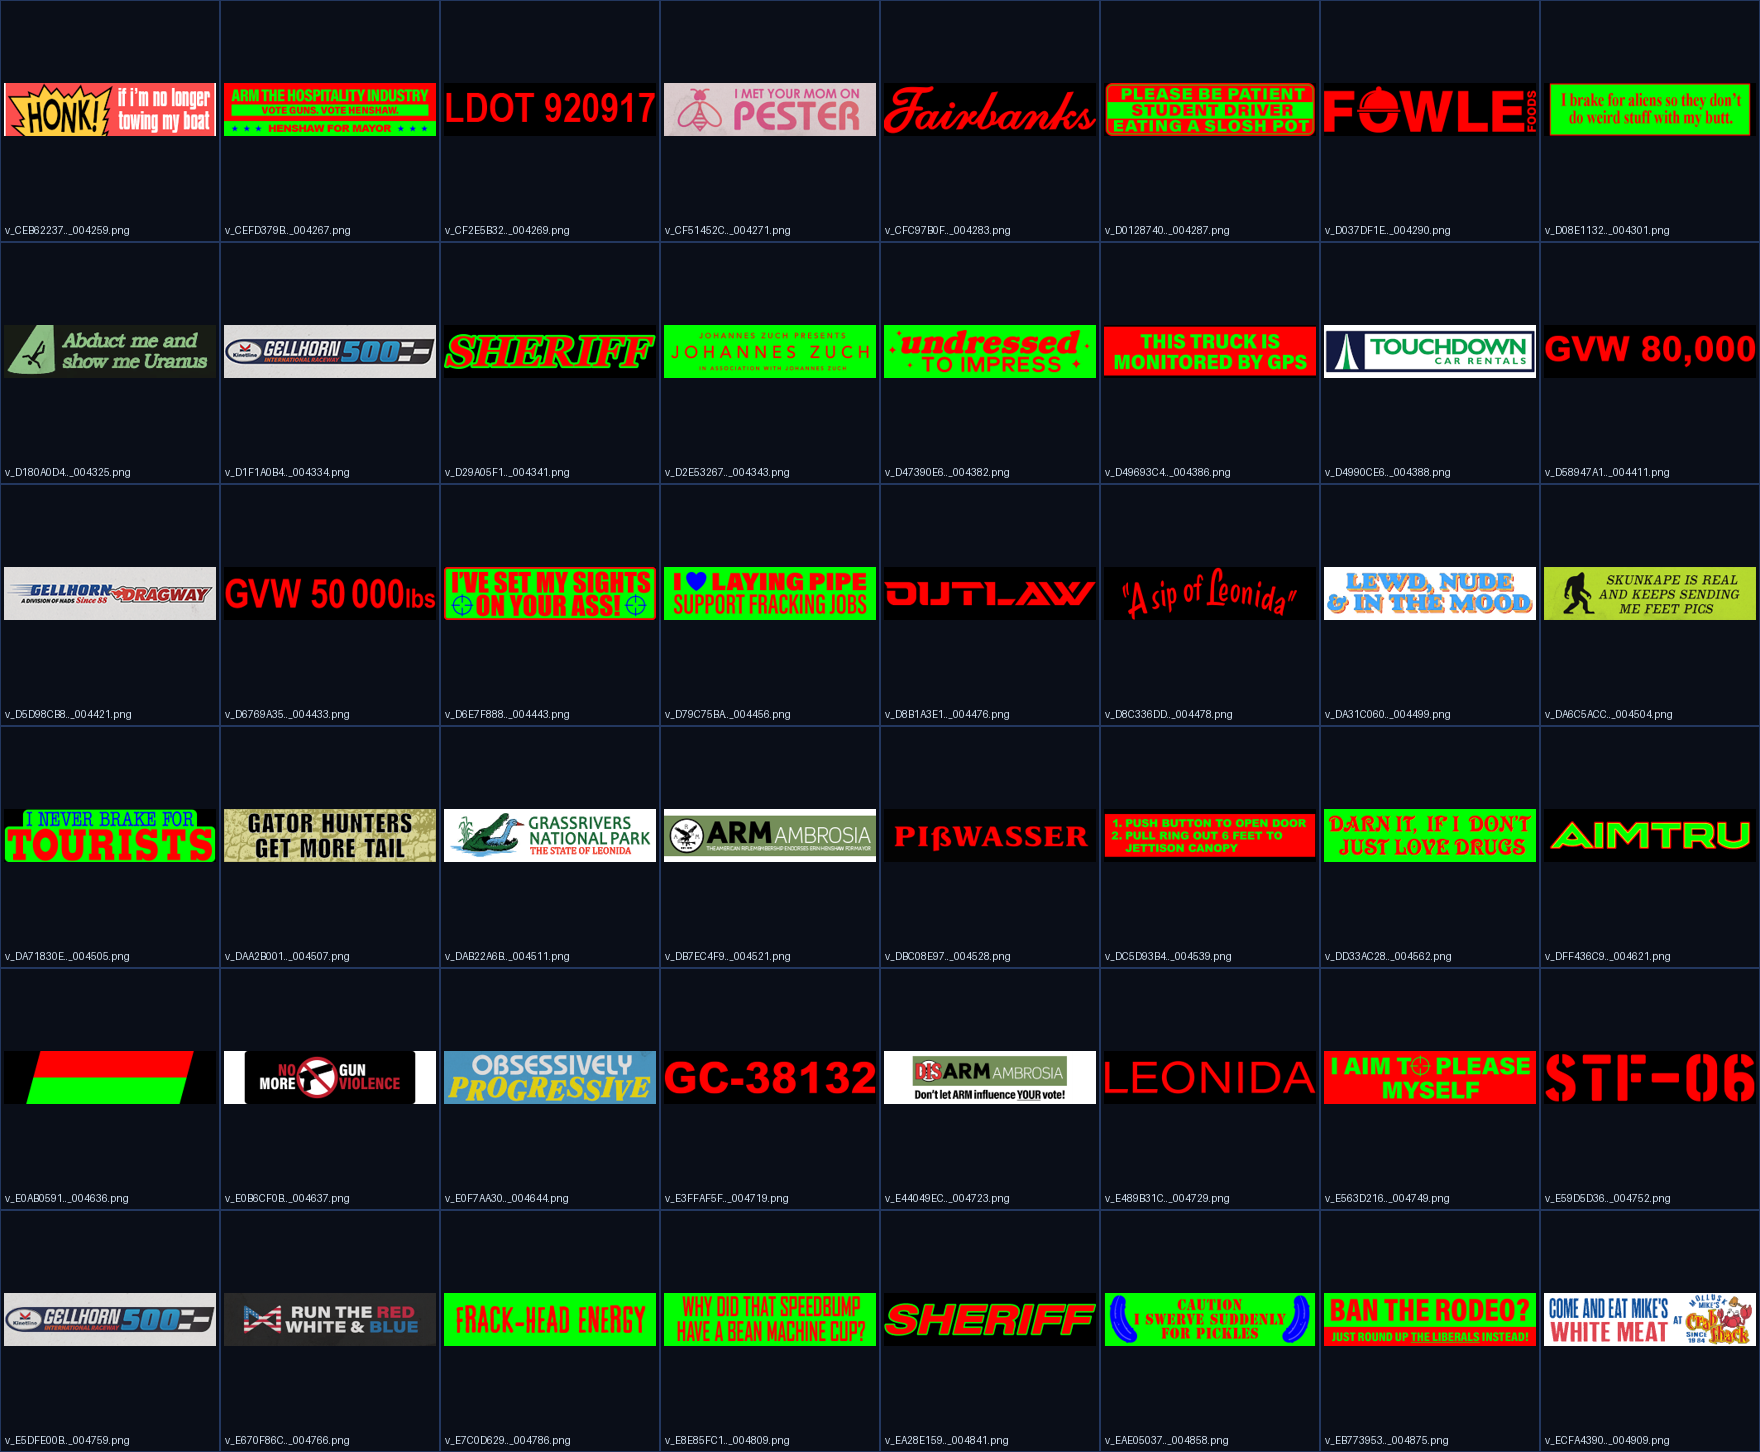 HONK! if i'm no longer
towing my boat
v_CEB62237.._004259.png
ARM THE HOSPITALITY INDUSTRY
VOTE GUNS. VOTE HENSHAW.
HENSHAW FOR MAYOR
v_CEFD379B.._004267.png
LDOT 920917
v_CF2E5B32.._004269.png
I MET YOUR MOM ON
PESTER
v_CF51452C.._004271.png
Fairbanks
v_CFC97B0F.._004283.png
PLEASE BE PATIENT
STUDENT DRIVER
EATING A SLOSH POT
v_D0128740.._004287.png
FOWLE FOODS
v_D037DF1E.._004290.png
I brake for aliens so they don't
do weird stuff with my butt.
v_D08E1132.._004301.png
Abduct me and
show me Uranus
v_D180A0D4.._004325.png
Kinetline GELLHORN 500
INTERNATIONAL RACEWAY
v_D1F1A0B4.._004334.png
SHERIFF
v_D29A05F1.._004341.png
JOHANNES ZUCH PRESENTS
JOHANNES ZUCH
IN ASSOCIATION WITH JOHANNES ZUCH
v_D2E53267.._004343.png
undressed
TO IMPRESS
v_D47390E6.._004382.png
THIS TRUCK IS
MONITORED BY GPS
v_D49693C4.._004386.png
TOUCHDOWN
CAR RENTALS
v_D4990CE6.._004388.png
GVW 80,000
v_D58947A1.._004411.png
GELLHORN DRAGWAY
A DIVISION OF NADS Since 88
v_D5D98CB8.._004421.png
GVW 50 000lbs
v_D6769A35.._004433.png
I'VE SET MY SIGHTS
ON YOUR ASS!
v_D6E7F888.._004443.png
I LAYING PIPE
SUPPORT FRACKING JOBS
v_D79C75BA.._004456.png
OUTLAW
v_D8B1A3E1.._004476.png
"A sip of Leonida"
v_D8C336DD.._004478.png
LEWD, NUDE
& IN THE MOOD
v_DA31C060.._004499.png
SKUNKAPE IS REAL
AND KEEPS SENDING
ME FEET PICS
v_DA6C5ACC.._004504.png
I NEVER BRAKE FOR
TOURISTS
v_DA71830E.._004505.png
GATOR HUNTERS
GET MORE TAIL
v_DAA2B001.._004507.png
GRASSRIVERS
NATIONAL PARK
THE STATE OF LEONIDA
v_DAB22A6B.._004511.png
ARM AMBROSIA
THE AMERICAN RIFLE MEMBERSHIP ENDORSES ERIN HENSHAW FOR MAYOR
v_DB7EC4F9.._004521.png
PIßWASSER
v_DBC08E97.._004528.png
1. PUSH BUTTON TO OPEN DOOR
2. PULL RING OUT 6 FEET TO
JETTISON CANOPY
v_DC5D93B4.._004539.png
DARN IT, IF I DON'T
JUST LOVE DRUGS
v_DD33AC28.._004562.png
AIMTRU
v_DFF436C9.._004621.png
v_E0AB0591.._004636.png
NO MORE GUN VIOLENCE
v_E0B6CF0B.._004637.png
OBSESSIVELY
PROGRESSIVE
v_E0F7AA30.._004644.png
GC-38132
v_E3FFAF5F.._004719.png
DISARM AMBROSIA
Don't let ARM influence YOUR vote!
v_E44049EC.._004723.png
LEONIDA
v_E489B31C.._004729.png
I AIM TO PLEASE
MYSELF
v_E563D216.._004749.png
STF-06
v_E59D5D36.._004752.png
Kinetline GELLHORN 500
INTERNATIONAL RACEWAY
v_E5DFE00B.._004759.png
RUN THE RED
WHITE & BLUE
v_E670F86C.._004766.png
FRACK-HEAD ENERGY
v_E7C0D629.._004786.png
WHY DID THAT SPEEDBUMP
HAVE A BEAN MACHINE CUP?
v_E8E85FC1.._004809.png
SHERIFF
v_EA28E159.._004841.png
CAUTION
I SWERVE SUDDENLY
FOR PICKLES
v_EAE05037.._004858.png
BAN THE RODEO?
JUST ROUND UP THE LIBERALS INSTEAD!
v_EB773953.._004875.png
COME AND EAT MIKE'S
WHITE MEAT AT
MOLLUSK MIKE'S
Crab Shack
SINCE 1984
v_ECFA4390.._004909.png